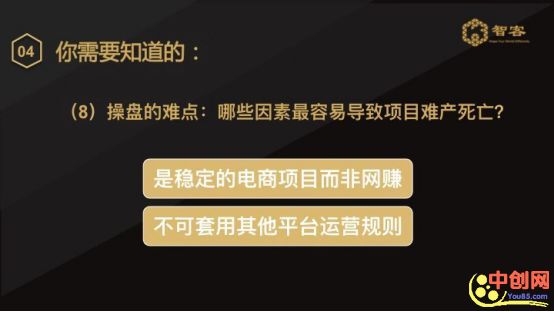 智客
04
你需要知道的：
（8）操盘的难点：哪些因素最容易导致项目难产死亡？
是稳定的电商项目而非网赚
不可套用其他平台运营规则
中创网
You85.com